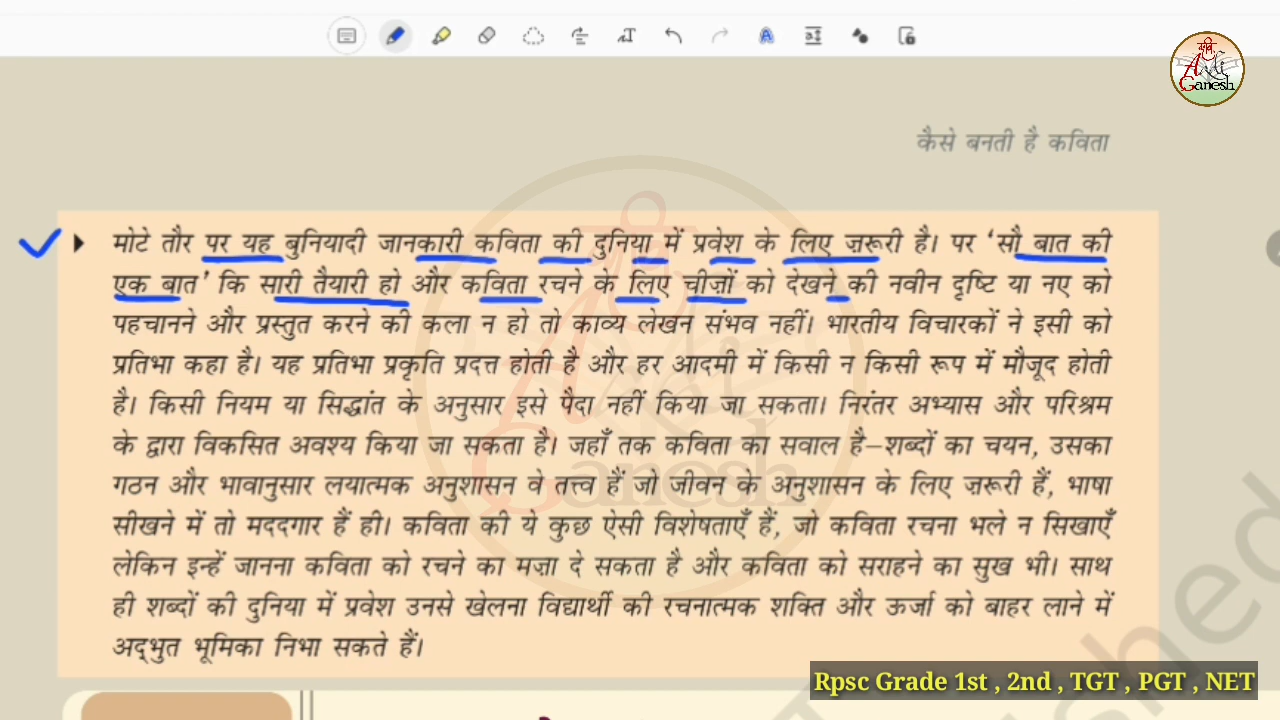 श्री
Ganesh
कैसे बनती है कविता
मोटे तौर पर यह बुनियादी जानकारी कविता की दुनिया में प्रवेश के लिए ज़रूरी है। पर ‘सौ बात की
एक बात’ कि सारी तैयारी हो और कविता रचने के लिए चीज़ों को देखने की नवीन दृष्टि या नए को
पहचानने और प्रस्तुत करने की कला न हो तो काव्य लेखन संभव नहीं। भारतीय विचारकों ने इसी को
प्रतिभा कहा है। यह प्रतिभा प्रकृति प्रदत्त होती है और हर आदमी में किसी न किसी रूप में मौजूद होती
है। किसी नियम या सिद्धांत के अनुसार इसे पैदा नहीं किया जा सकता। निरंतर अभ्यास और परिश्रम
के द्वारा विकसित अवश्य किया जा सकता है। जहाँ तक कविता का सवाल है–शब्दों का चयन, उसका
गठन और भावानुसार लयात्मक अनुशासन वे तत्त्व हैं जो जीवन के अनुशासन के लिए ज़रूरी हैं, भाषा
सीखने में तो मददगार हैं ही। कविता की ये कुछ ऐसी विशेषताएँ हैं, जो कविता रचना भले न सिखाएँ
लेकिन इन्हें जानना कविता को रचने का मज़ा दे सकता है और कविता को सराहने का सुख भी। साथ
ही शब्दों की दुनिया में प्रवेश उनसे खेलना विद्यार्थी की रचनात्मक शक्ति और ऊर्जा को बाहर लाने में
अद्भुत भूमिका निभा सकते हैं।
Rpsc Grade 1st , 2nd , TGT , PGT , NET